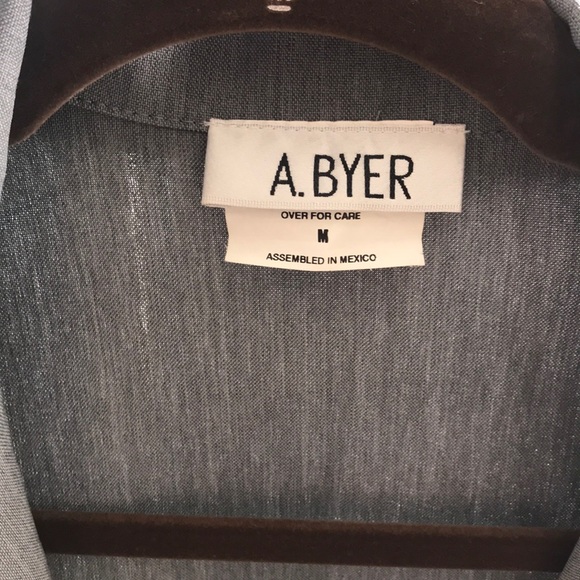 A.BYER
OVER FOR CARE
M
ASSEMBLED IN MEXICO